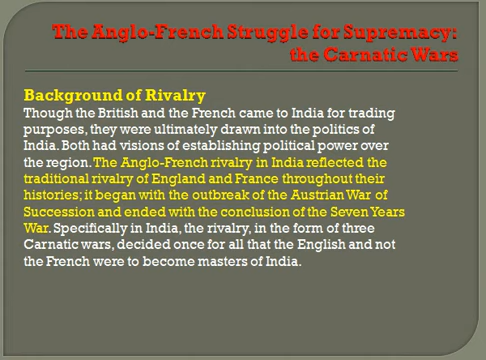 The Anglo-French Struggle for Supremacy:
the Carnatic Wars
Background of Rivalry
Though the British and the French came to India for trading
purposes, they were ultimately drawn into the politics of
India. Both had visions of establishing political power over
the region. The Anglo-French rivalry in India reflected the
traditional rivalry of England and France throughout their
histories; it began with the outbreak of the Austrian War of
Succession and ended with the conclusion of the Seven Years
War. Specifically in India, the rivalry, in the form of three
Carnatic wars, decided once for all that the English and not
the French were to become masters of India.